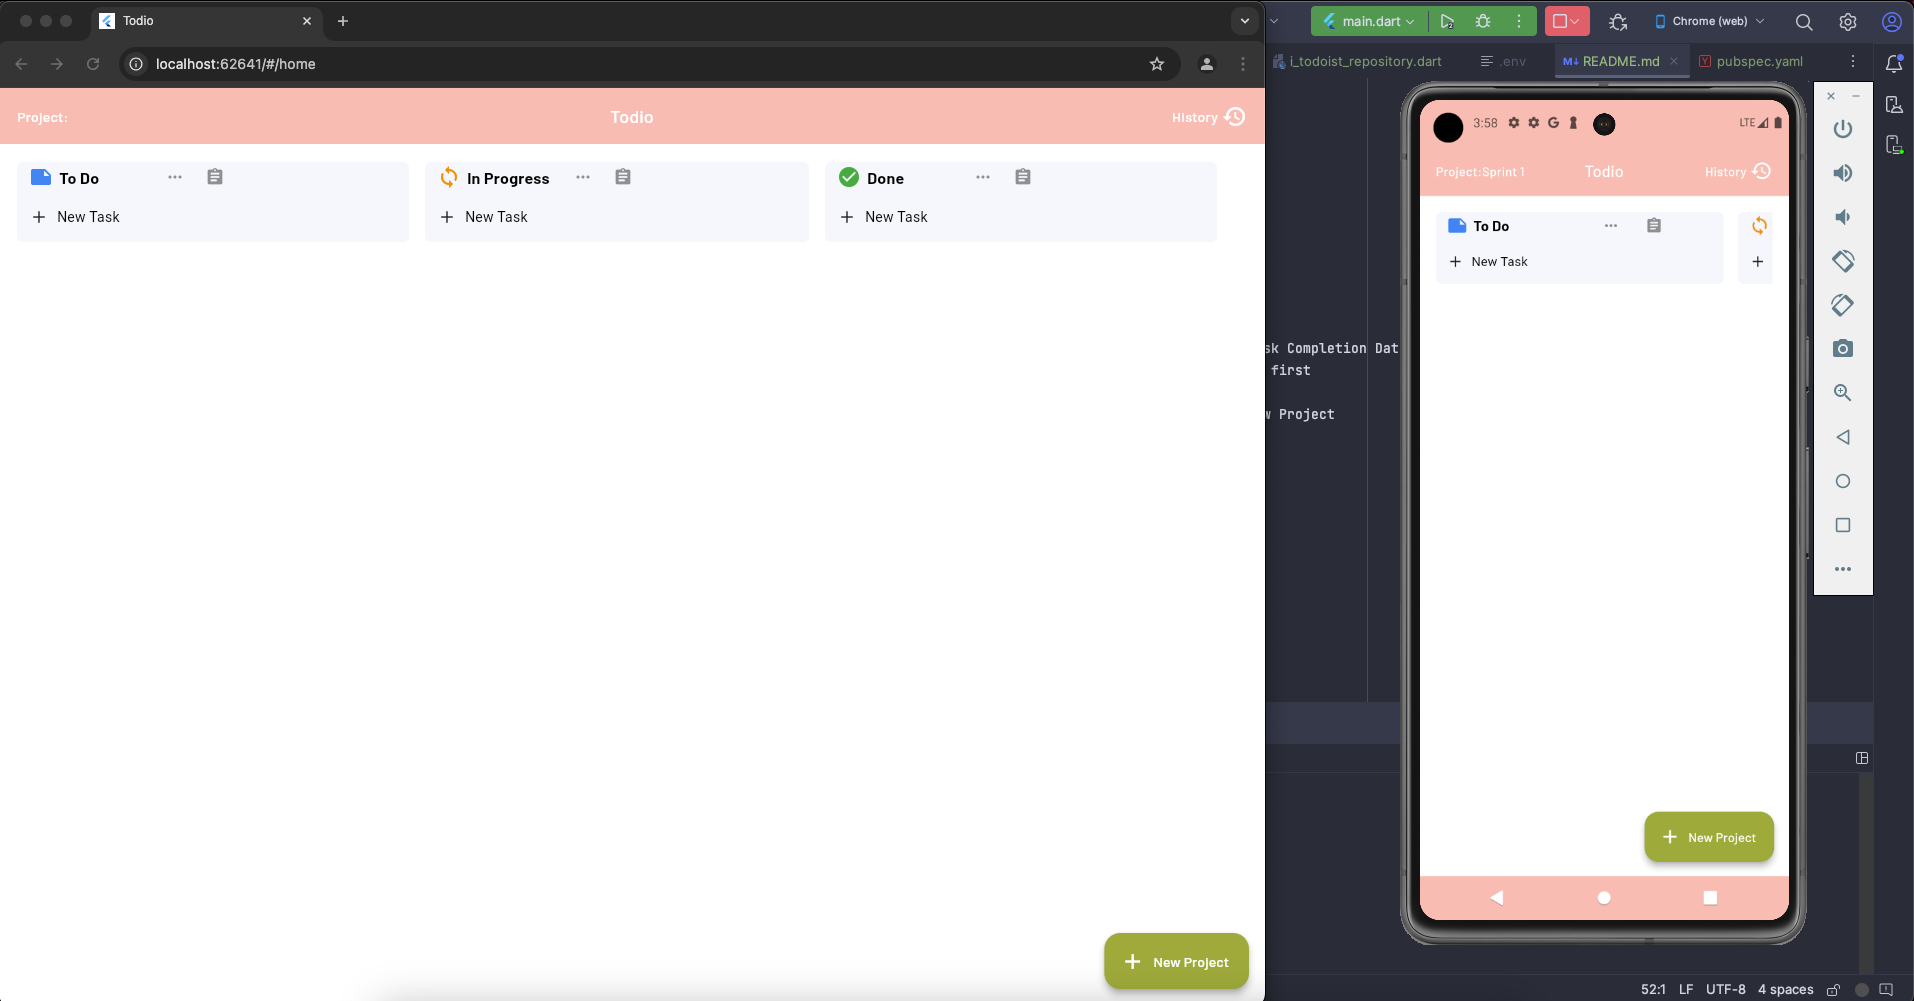 Todio
localhost:62641/#/home
Project:
Todio
History
To Do
New Task
In Progress
New Task
Done
New Task
New Project
main.dart
Chrome (web)
i_todoist_repository.dart
.env
README.md
pubspec.yaml
sk Completion Dat
first
w Project
3:58
LTE
Project:Sprint 1
Todio
History
To Do
New Task
New Project
52:1 LF UTF-8 4 spaces